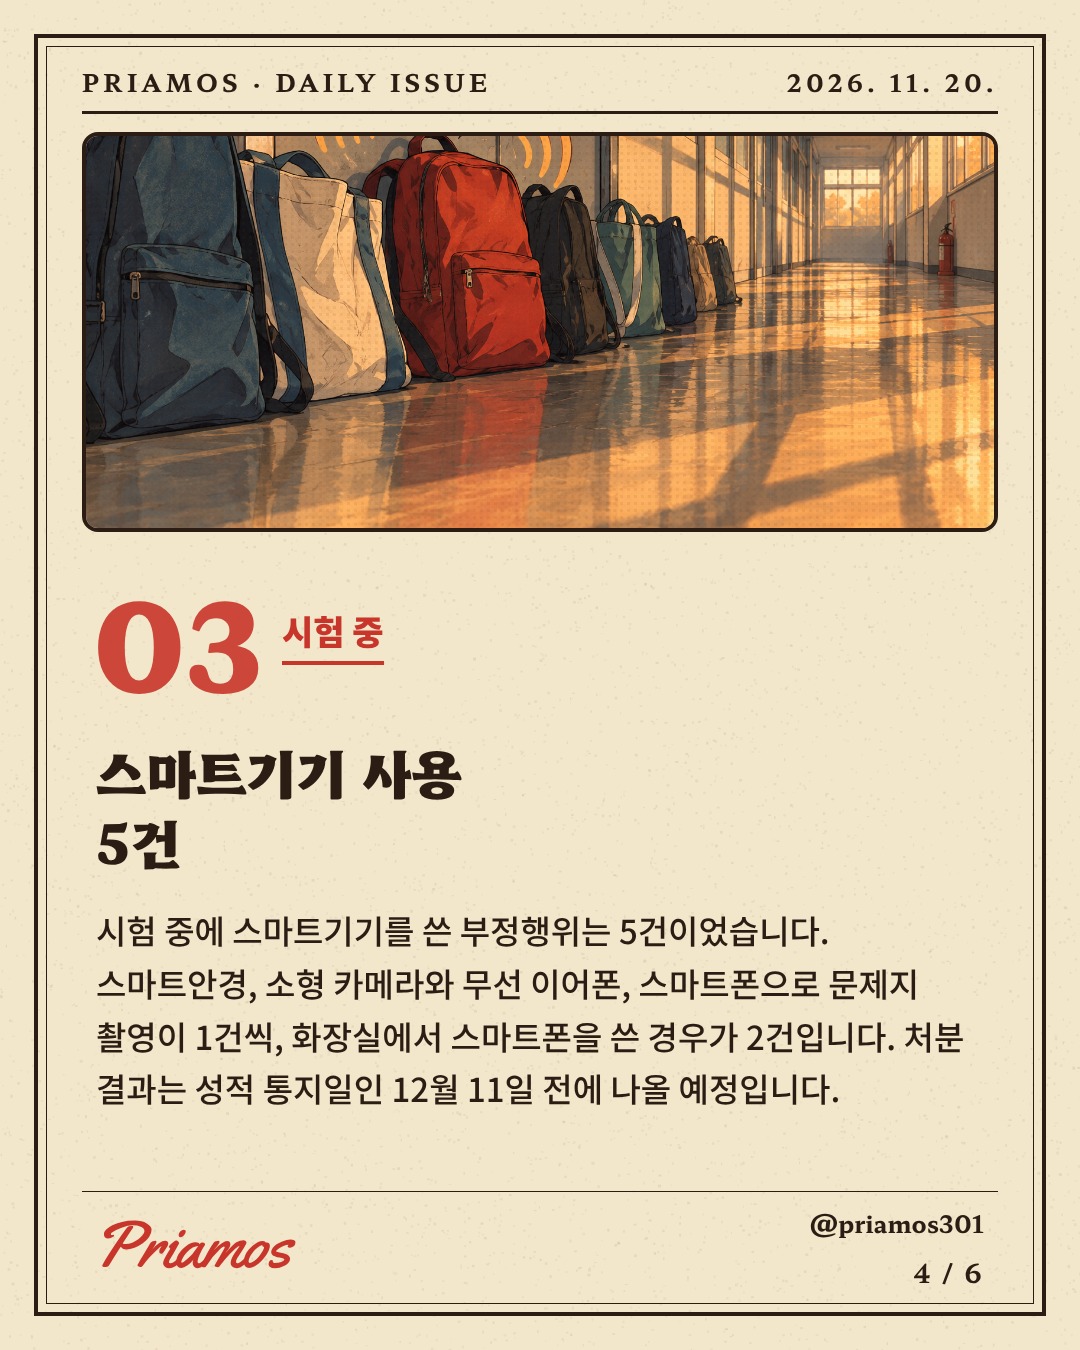 PRIAMOS · DAILY ISSUE
2026. 11. 20.
03
시험 중
스마트기기 사용
5건
시험 중에 스마트기기를 쓴 부정행위는 5건이었습니다.
스마트안경, 소형 카메라와 무선 이어폰, 스마트폰으로 문제지
촬영이 1건씩, 화장실에서 스마트폰을 쓴 경우가 2건입니다. 처분
결과는 성적 통지일인 12월 11일 전에 나올 예정입니다.
Priamos
@priamos301
4 / 6